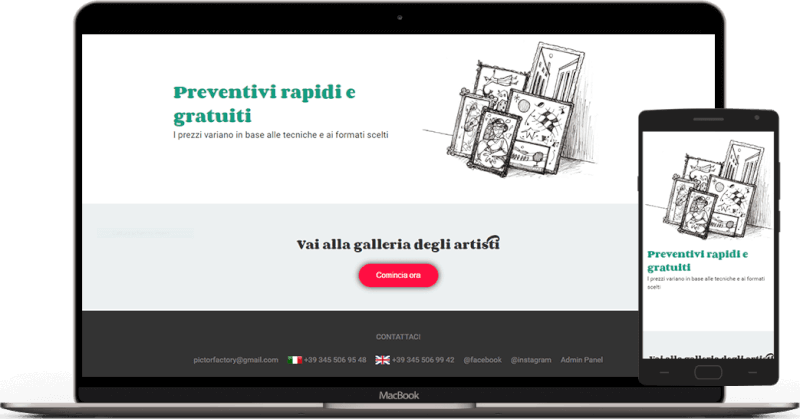 Preventivi rapidi e
gratuiti
I prezzi variano in base alle tecniche e ai formati scelti
Vai alla galleria degli artisti
Comincia ora
CONTATTACI
pictorfactory@gmail.com +39 345 506 95 48 +39 345 506 99 42 @facebook @instagram Admin Panel
MacBook
Preventivi rapidi e
gratuiti
I prezzi variano in base alle tecniche e ai formati
scelti
Vai alla galleria degli artisti